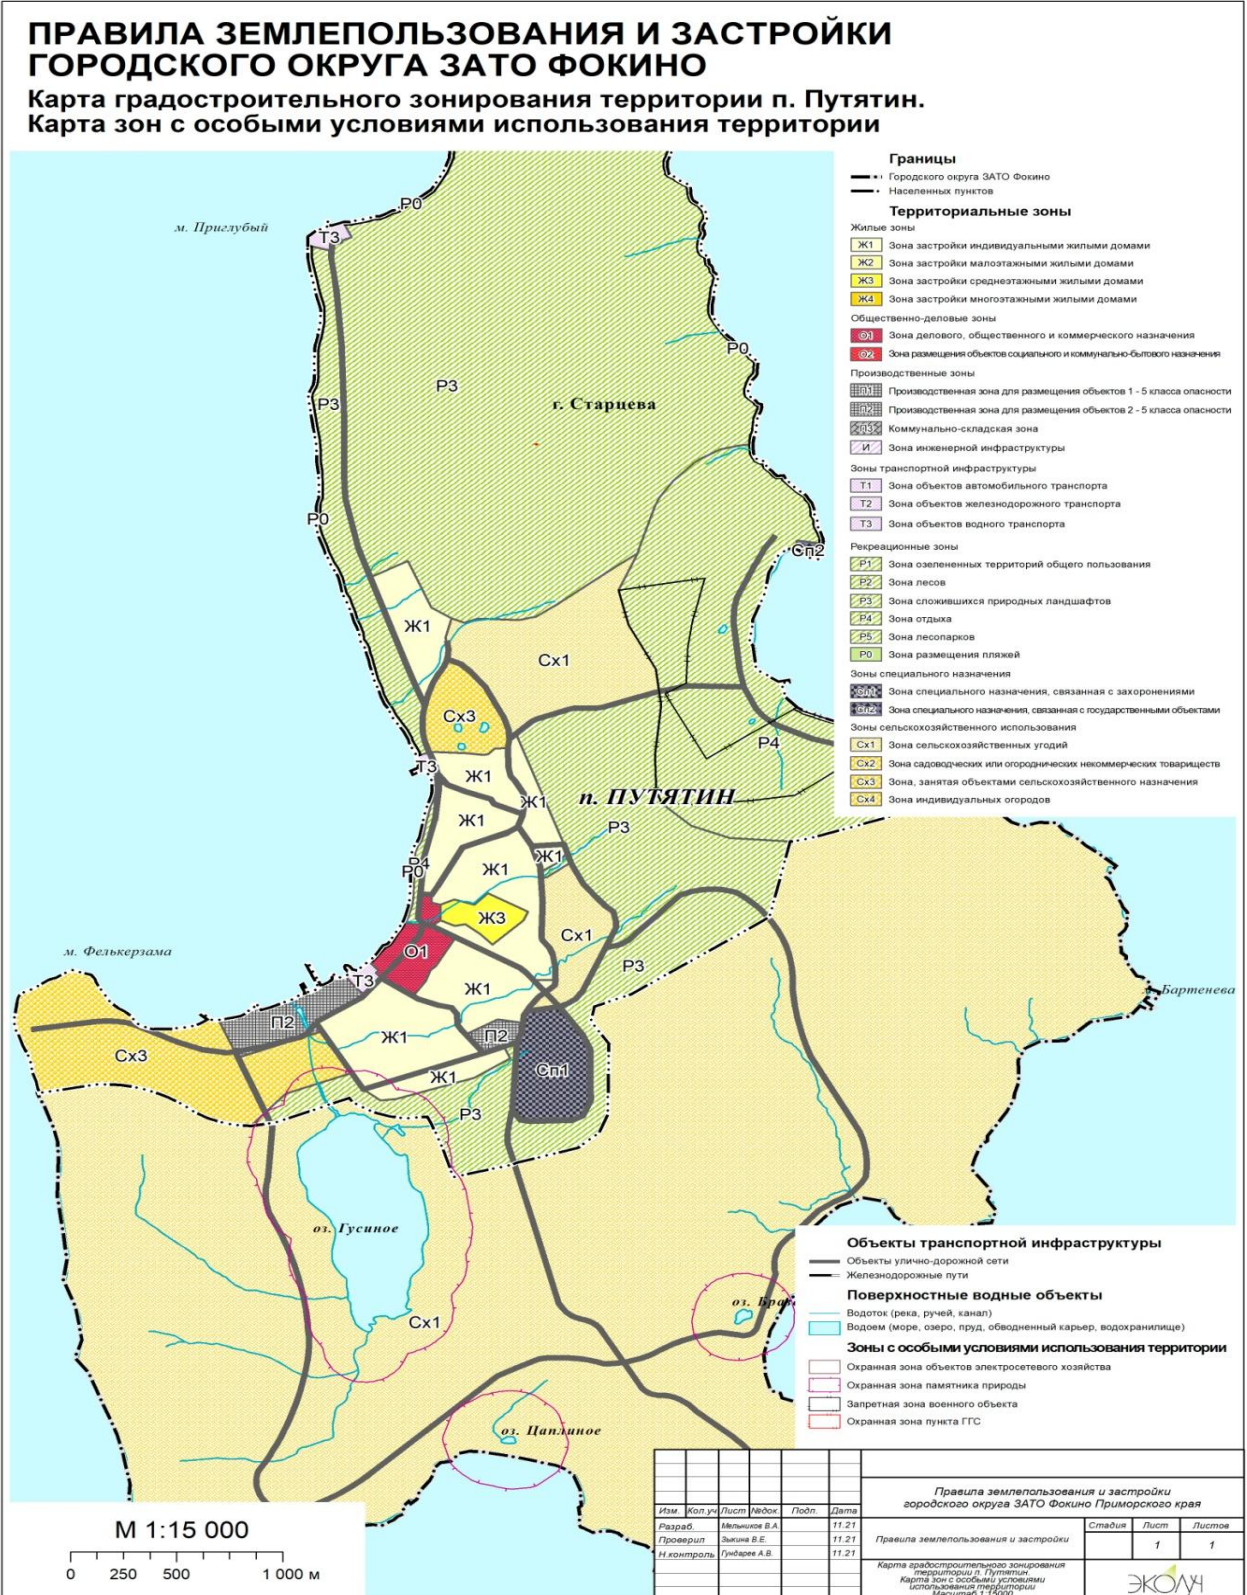 ПРАВИЛА ЗЕМЛЕПОЛЬЗОВАНИЯ И ЗАСТРОЙКИ
ГОРОДСКОГО ОКРУГА ЗАТО ФОКИНО
Карта градостроительного зонирования территории п. Путятин.
Карта зон с особыми условиями использования территории
Границы
Городского округа ЗАТО Фокино
Населенных пунктов
Территориальные зоны
Жилые зоны
Ж1 Зона застройки индивидуальными жилыми домами
Ж2 Зона застройки малоэтажными жилыми домами
Ж3 Зона застройки среднеэтажными жилыми домами
Ж4 Зона застройки многоэтажными жилыми домами
Общественно-деловые зоны
О1 Зона делового, общественного и коммерческого назначения
О2 Зона размещения объектов социального и коммунально-бытового назначения
Производственные зоны
П1 Производственная зона для размещения объектов 1 - 5 класса опасности
П2 Производственная зона для размещения объектов 2 - 5 класса опасности
П3 Коммунально-складская зона
И Зона инженерной инфраструктуры
Зоны транспортной инфраструктуры
Т1 Зона объектов автомобильного транспорта
Т2 Зона объектов железнодорожного транспорта
Т3 Зона объектов водного транспорта
Рекреационные зоны
Р1 Зона озелененных территорий общего пользования
Р2 Зона лесов
Р3 Зона сложившихся природных ландшафтов
Р4 Зона отдыха
Р5 Зона лесопарков
Р0 Зона размещения пляжей
Зоны специального назначения
Сп1 Зона специального назначения, связанная с захоронениями
Сп2 Зона специального назначения, связанная с государственными объектами
Зоны сельскохозяйственного использования
Сх1 Зона сельскохозяйственных угодий
Сх2 Зона садоводческих или огороднических некоммерческих товариществ
Сх3 Зона, занятая объектами сельскохозяйственного назначения
Сх4 Зона индивидуальных огородов
Р0
м. Приглубый
Т3
Р0
Р3
Р3
г. Старцева
Р0
Сп2
Ж1
Сх1
Сх3
Р4
Т3
Ж1
Ж1
п. ПУТЯТИН
Ж1
Р3
Ж1
Р4
Р0
Ж1
Ж3
Сх1
О1
м. Фелькерзама
Р3
Т3
Ж1
м. Бартенева
П2
Ж1
П2
Сх3
Сп1
Ж1
Р3
оз. Гусиное
оз.
Сх1
оз. Цаплиное
Объекты транспортной инфраструктуры
Объекты улично-дорожной сети
Железнодорожные пути
Поверхностные водные объекты
Водоток (река, ручей, канал)
Водоем (море, озеро, пруд, обводненный карьер, водохранилище)
Зоны с особыми условиями использования территории
Охранная зона объектов электросетевого хозяйства
Охранная зона памятника природы
Запретная зона военного объекта
Охранная зона пункта ГГС
М 1:15 000
0 250 500 1 000 м
Правила землепользования и застройки
городского округа ЗАТО Фокино Приморского края
Изм. Кол.уч Лист №док. Подп. Дата
Разраб. Мельников В.А. 11.21
Проверил Зыкина В.Е. 11.21
Н.контроль Гундарев А.В. 11.21
Правила землепользования и застройки
Стадия Лист Листов
1 1
Карта градостроительного зонирования
территории п. Путятин.
Карта зон с особыми условиями
использования территории
Масштаб 1:15000
ЭКОЛУЧ